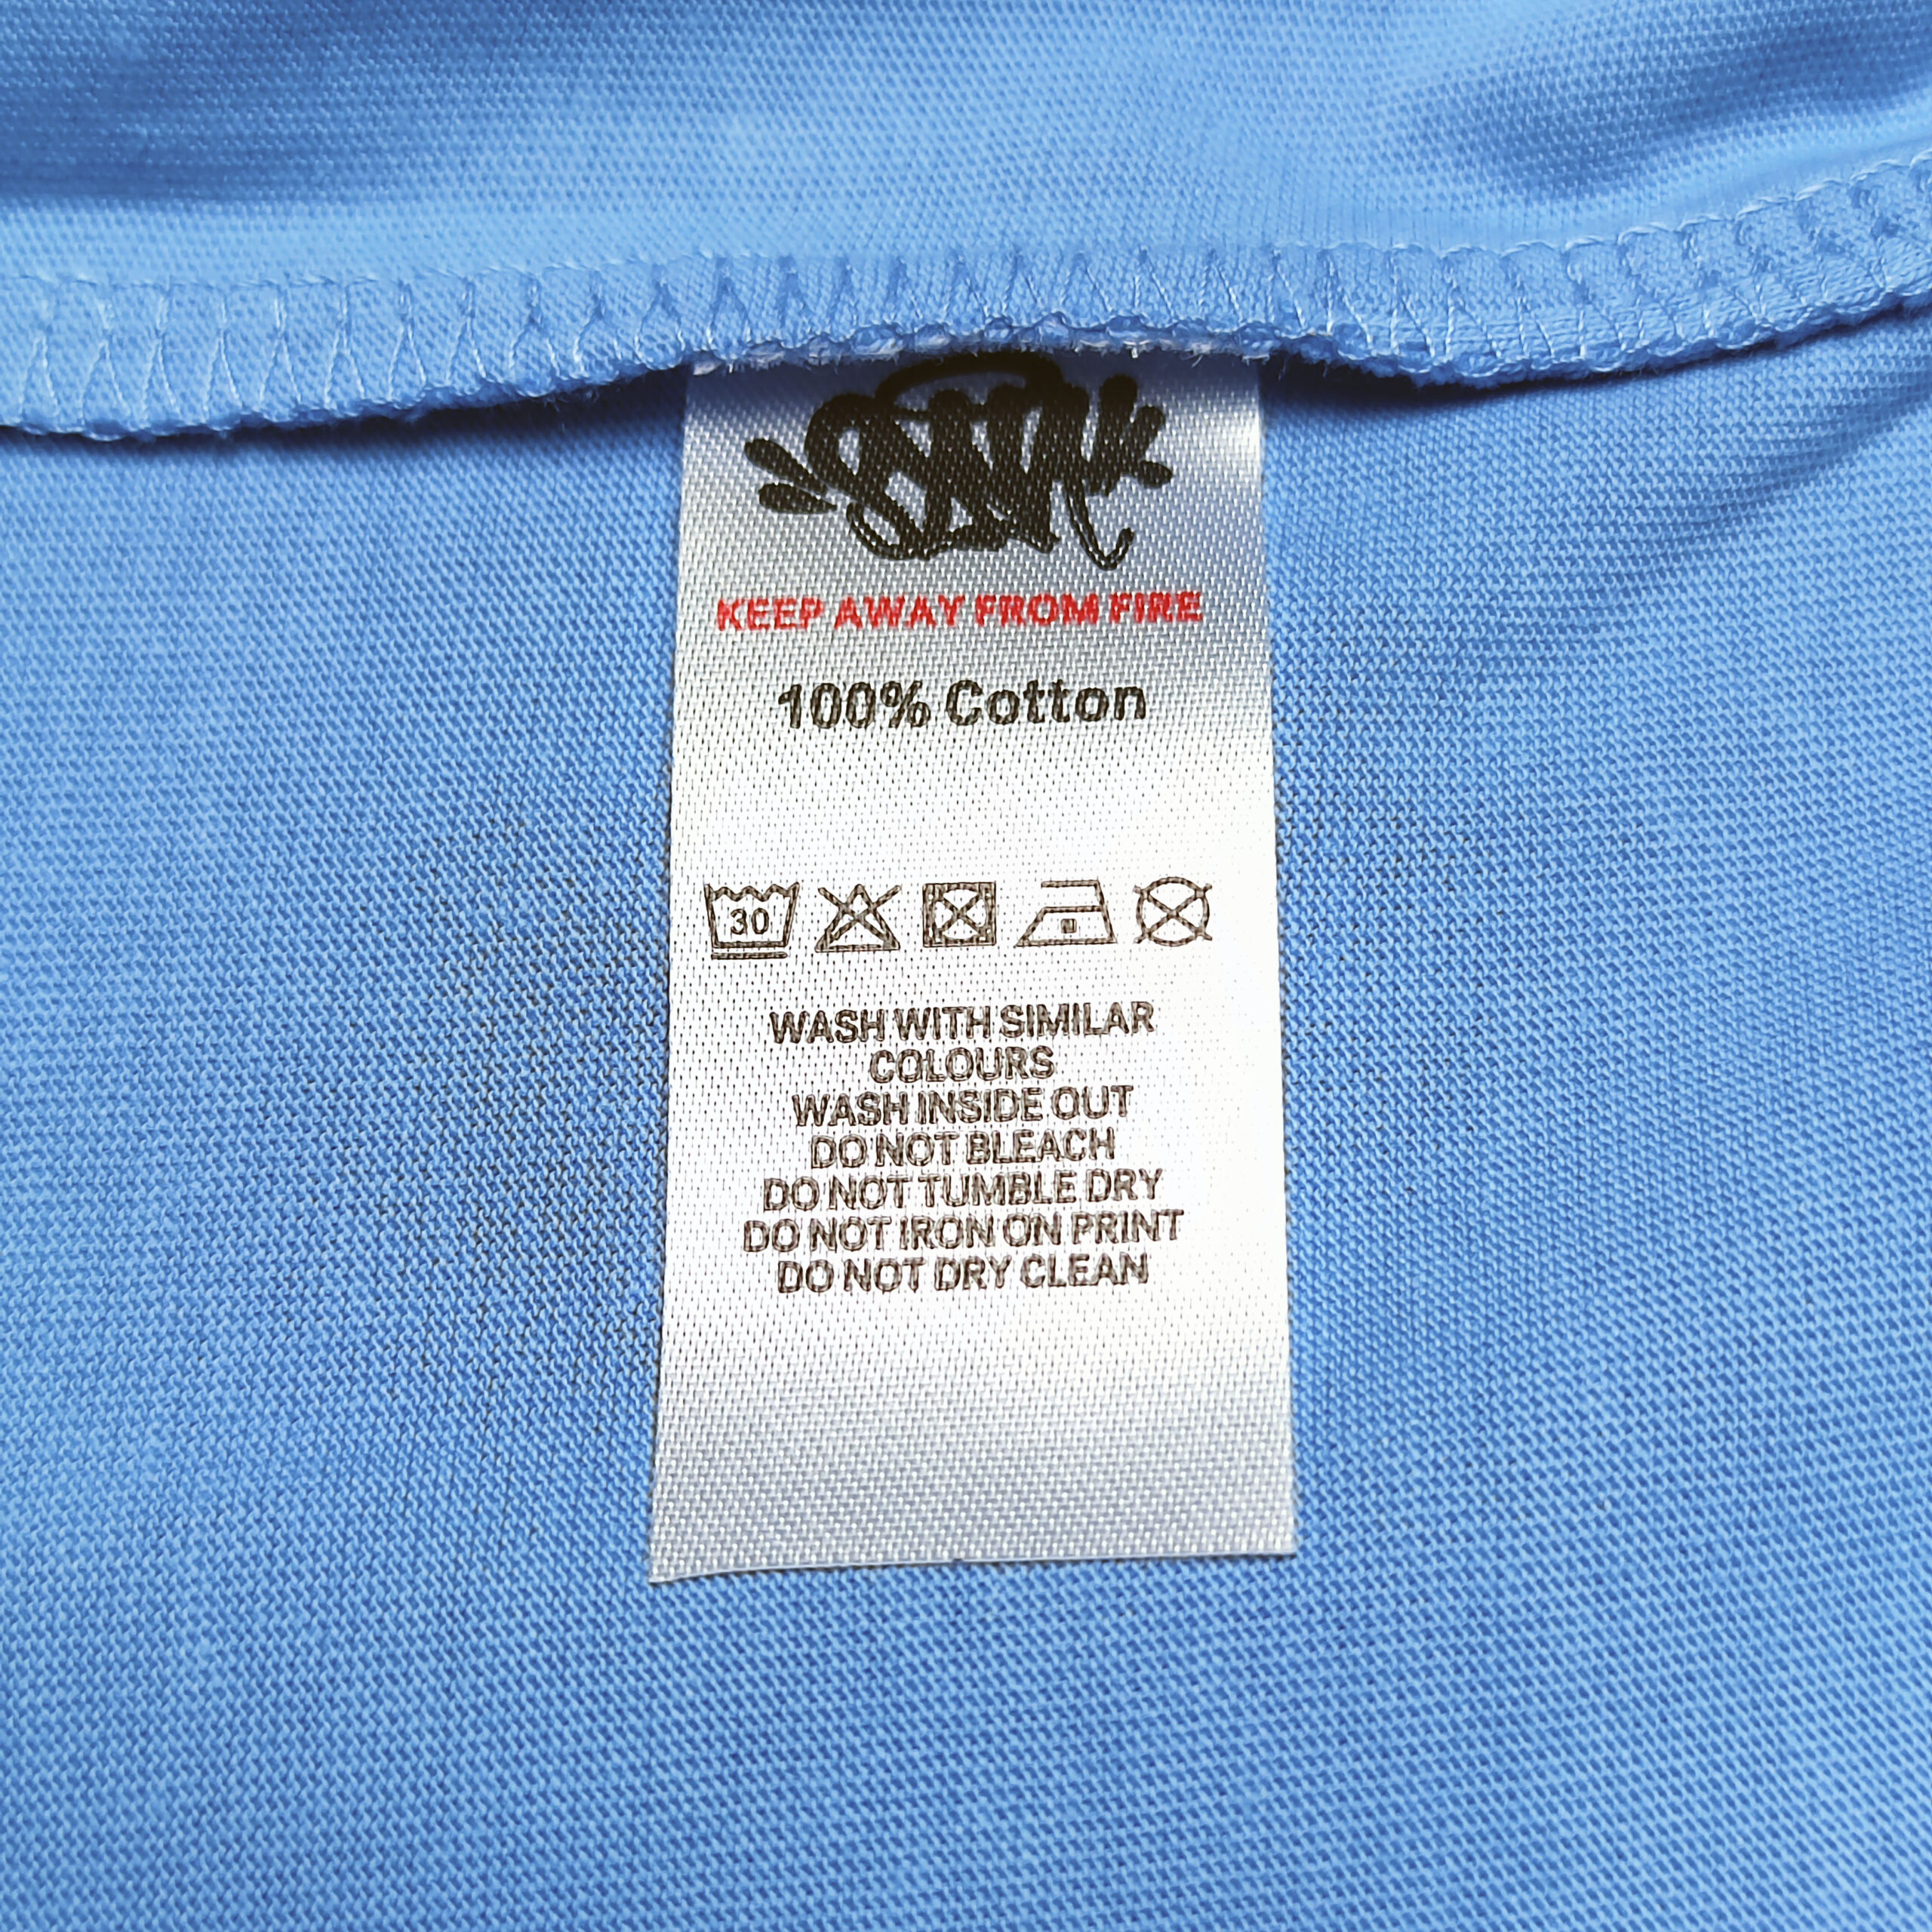 KEEP AWAY FROM FIRE
100% Cotton
30
WASH WITH SIMILAR
COLOURS
WASH INSIDE OUT
DO NOT BLEACH
DO NOT TUMBLE DRY
DO NOT IRON ON PRINT
DO NOT DRY CLEAN